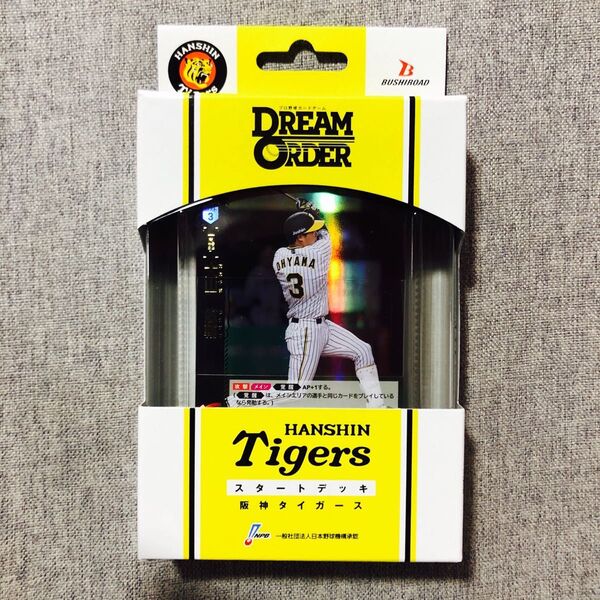 HANSHIN
Tigers
BUSHIROAD
プロ野球カードゲーム
DREAM
ORDER
3
OHYAMA
3
攻撃 メイン 覚醒 AP+1する。
( 覚醒 は、メインエリアの選手と同じカードをプレイしている
なら発動する。)
HANSHIN
Tigers
スタートデッキ
阪神タイガース
NPB 一般社団法人日本野球機構承認